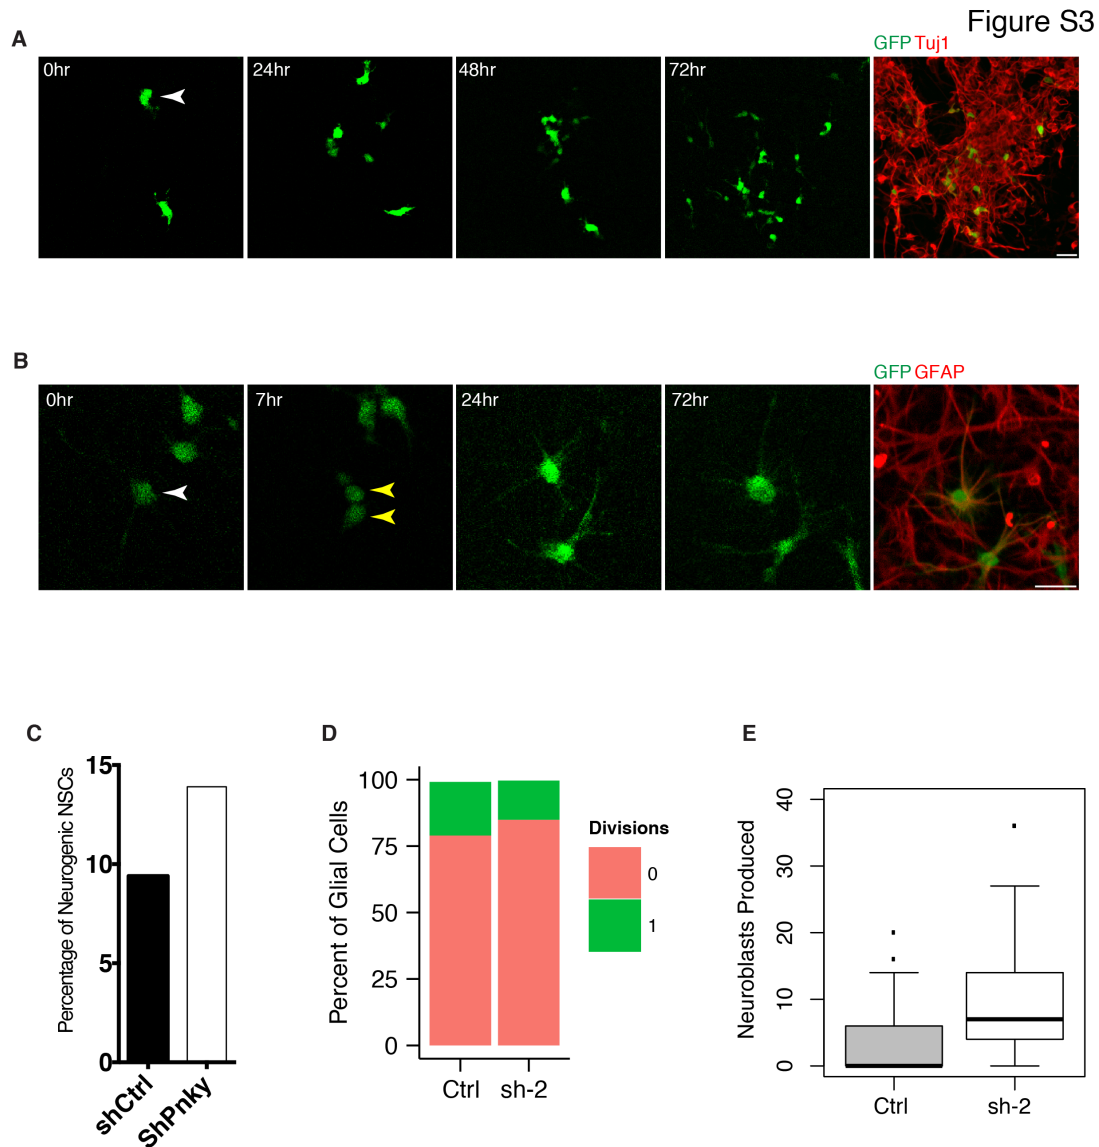 Figure S3
A
GFP Tuj1
0hr
24hr
48hr
72hr
B
GFP GFAP
0hr
7hr
24hr
72hr
C
D
E
Percentage of Neurogenic NSCs
15
10
5
0
shCtrl
ShPnky
Percent of Glial Cells
100
75
50
25
0
Ctrl
sh-2
Divisions
0
1
Neuroblasts Produced
40
30
20
10
0
Ctrl
sh-2